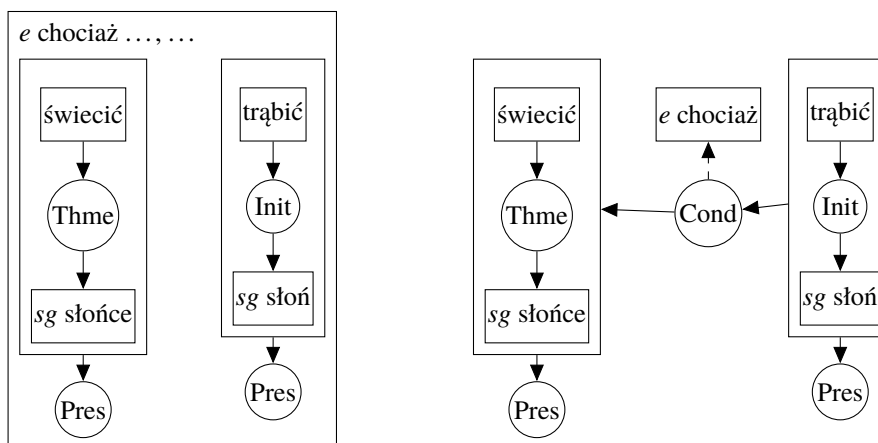 e chociaż ..., ...
świecić
trąbić
Thme
Init
sg słońce
sg słoń
Pres
Pres
świecić
e chociaż
trąbić
Thme
Cond
Init
sg słońce
sg słoń
Pres
Pres